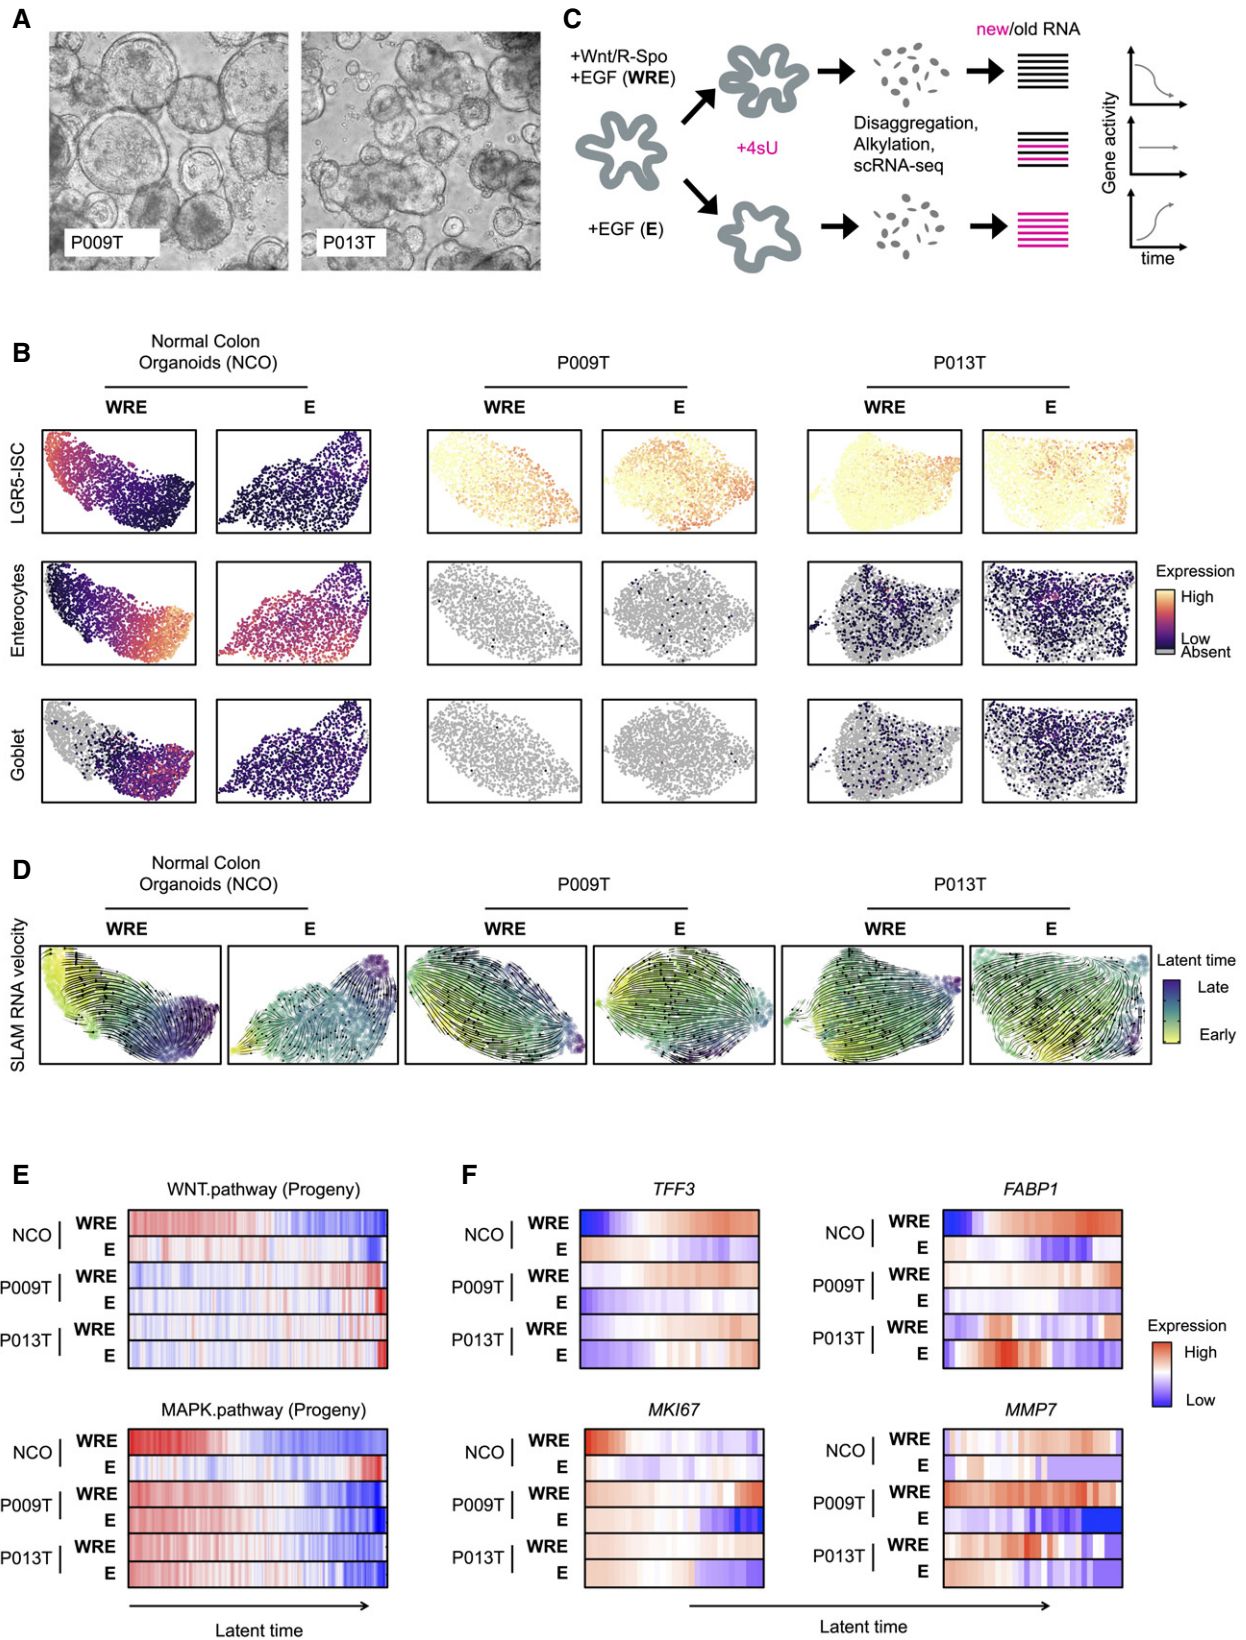 A
P009T
P013T
C
+Wnt/R-Spo
+EGF (WRE)
+4sU
+EGF (E)
Disaggregation,
Alkylation,
scRNA-seq
new/old RNA
Gene activity
time
B
Normal Colon
Organoids (NCO)
P009T
P013T
WRE
E
WRE
E
WRE
E
LGR5-ISC
Enterocytes
Goblet
Expression
High
Low
Absent
D
Normal Colon
Organoids (NCO)
P009T
P013T
WRE
E
WRE
E
WRE
E
SLAM RNA velocity
Latent time
Late
Early
E
WNT.pathway (Progeny)
NCO
WRE
E
P009T
WRE
E
P013T
WRE
E
MAPK.pathway (Progeny)
NCO
WRE
E
P009T
WRE
E
P013T
WRE
E
Latent time
F
TFF3
NCO
WRE
E
P009T
WRE
E
P013T
WRE
E
FABP1
NCO
WRE
E
P009T
WRE
E
P013T
WRE
E
Expression
High
Low
MKI67
NCO
WRE
E
P009T
WRE
E
P013T
WRE
E
MMP7
NCO
WRE
E
P009T
WRE
E
P013T
WRE
E
Latent time